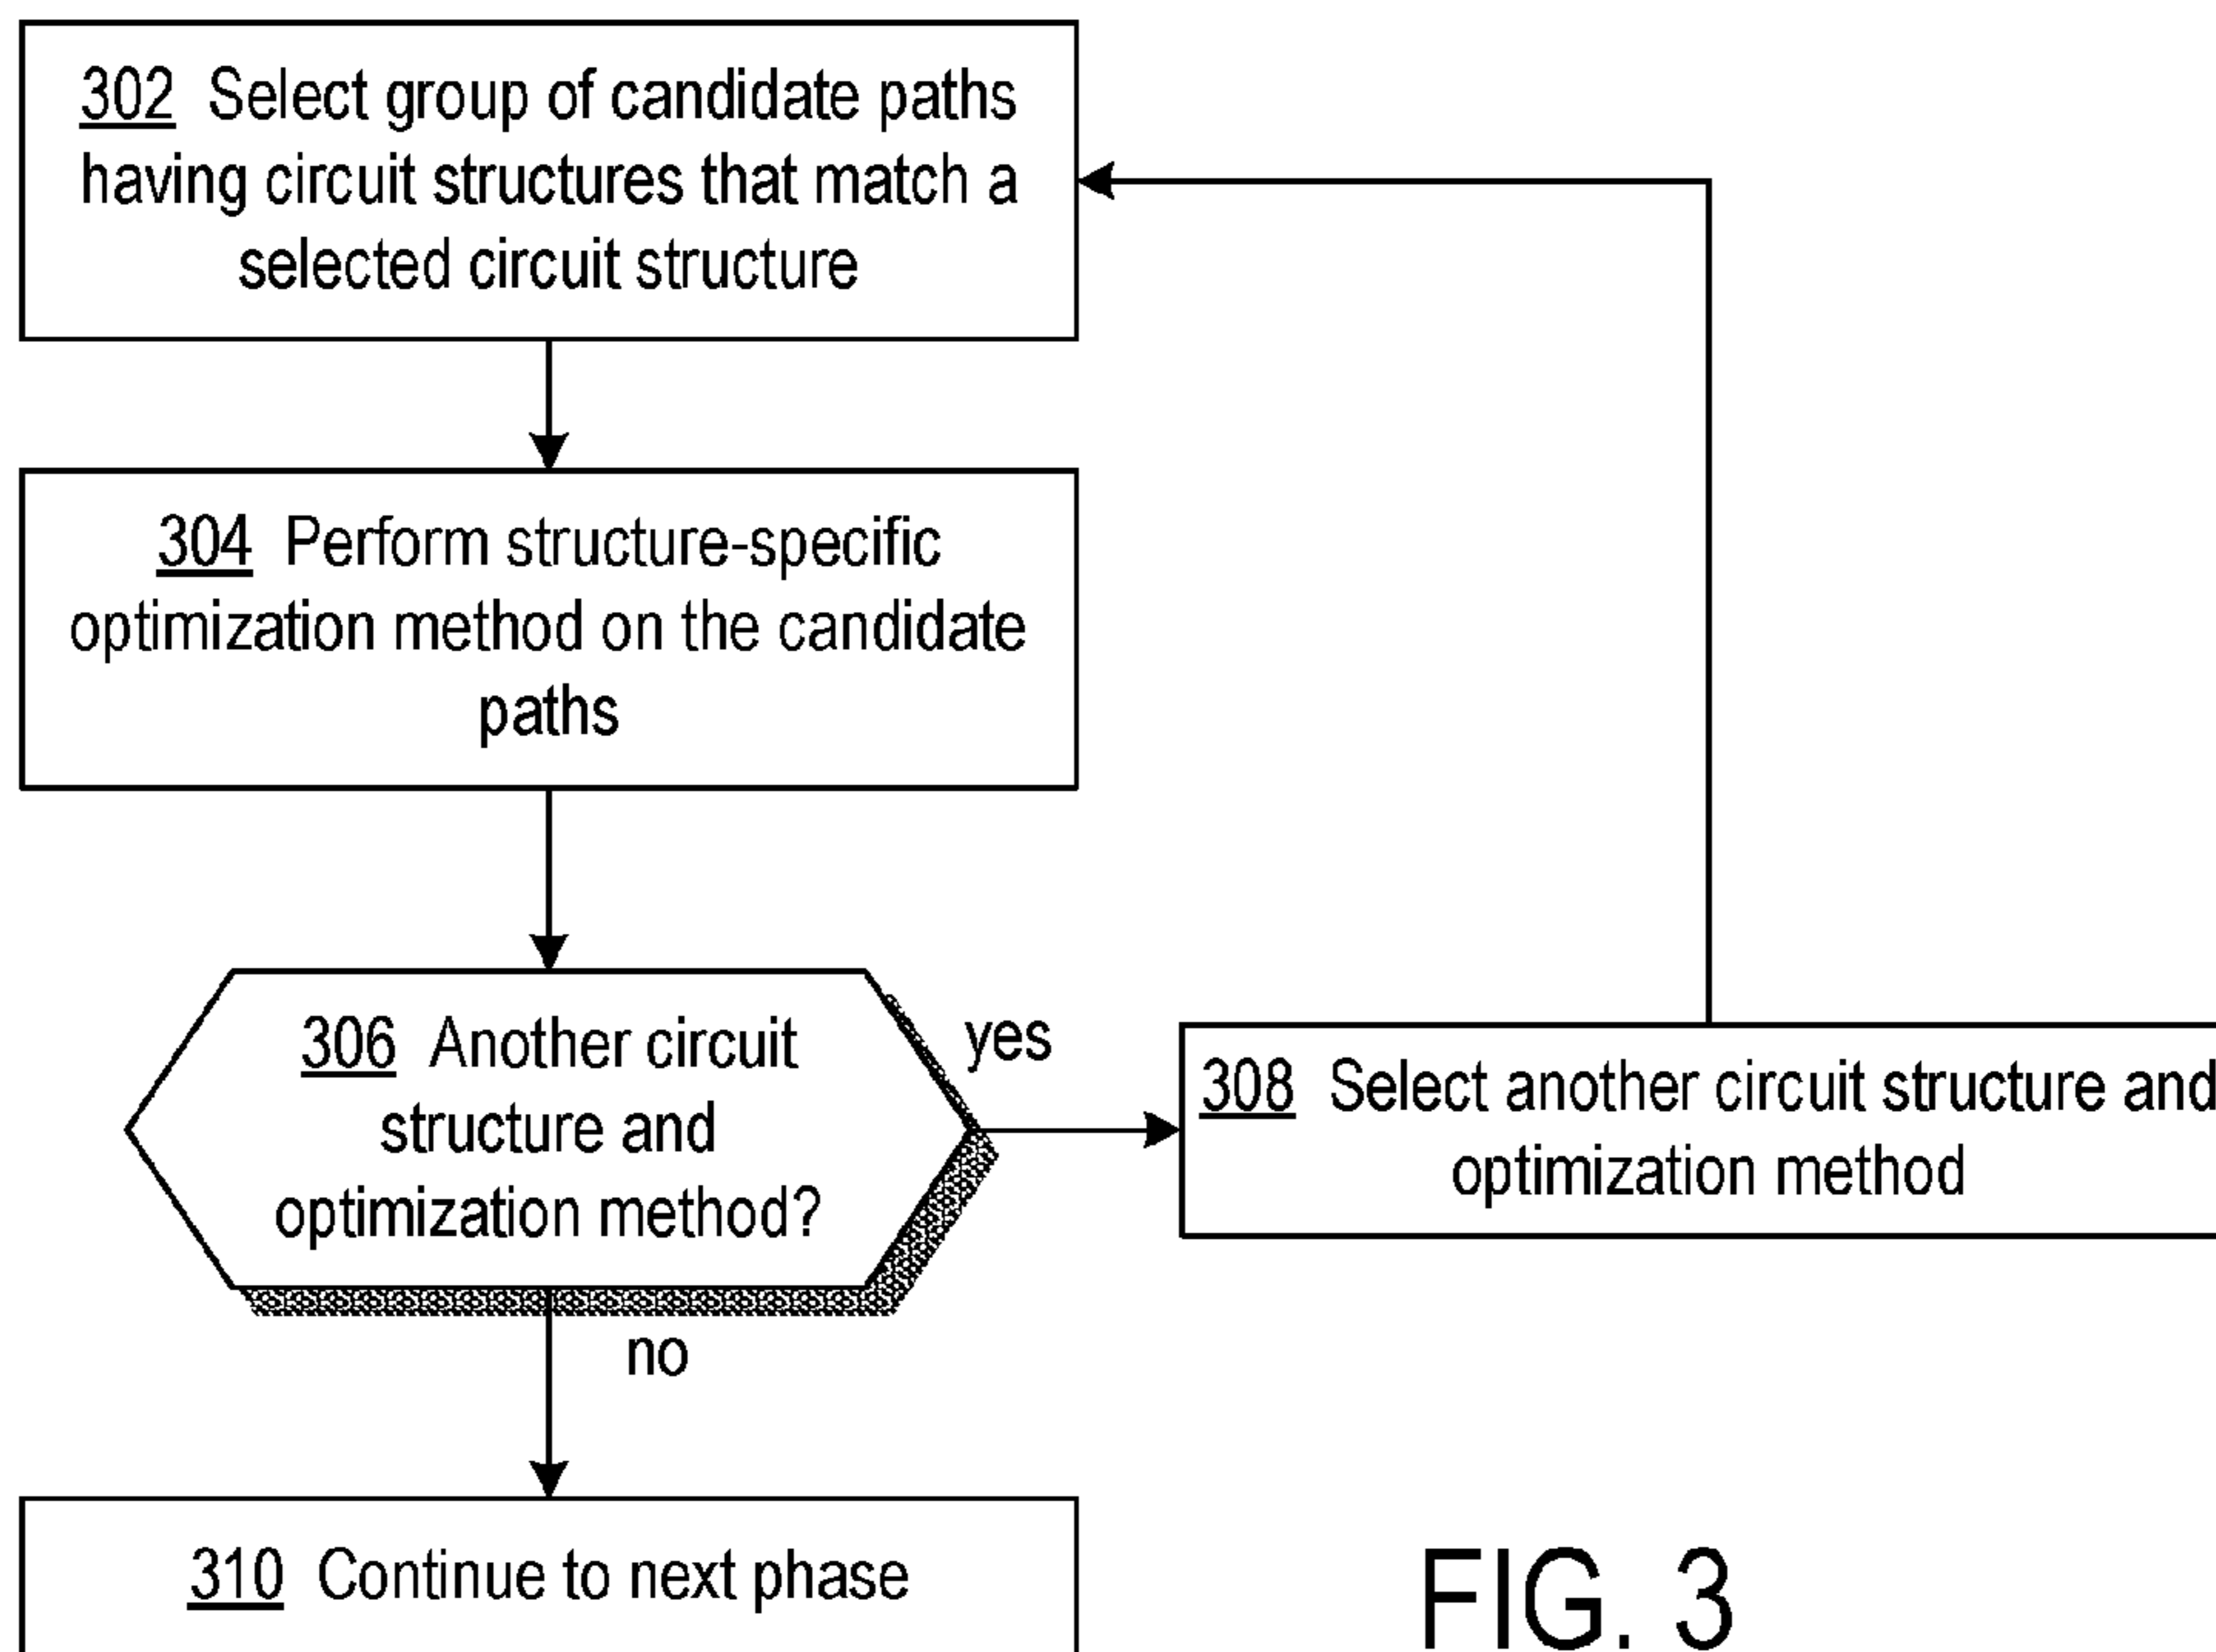 302 Select group of candidate paths
having circuit structures that match a
selected circuit structure
304 Perform structure-specific
optimization method on the candidate
paths
306 Another circuit
structure and
optimization method?
yes
308 Select another circuit structure and
optimization method
no
310 Continue to next phase
FIG. 3